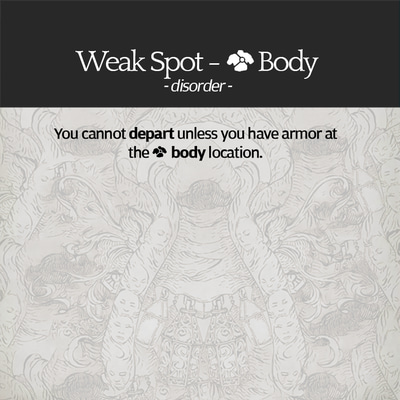 Weak Spot – Body
- disorder -
You cannot depart unless you have armor at
the body location.